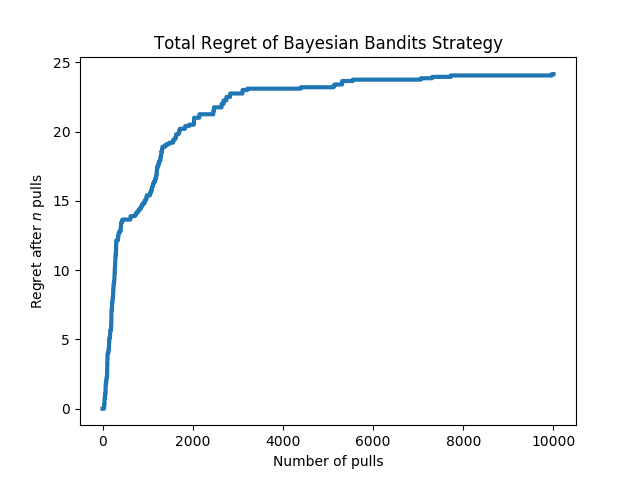 Total Regret of Bayesian Bandits Strategy
25
20
15
10
5
0
Regret after n pulls
0 2000 4000 6000 8000 10000
Number of pulls